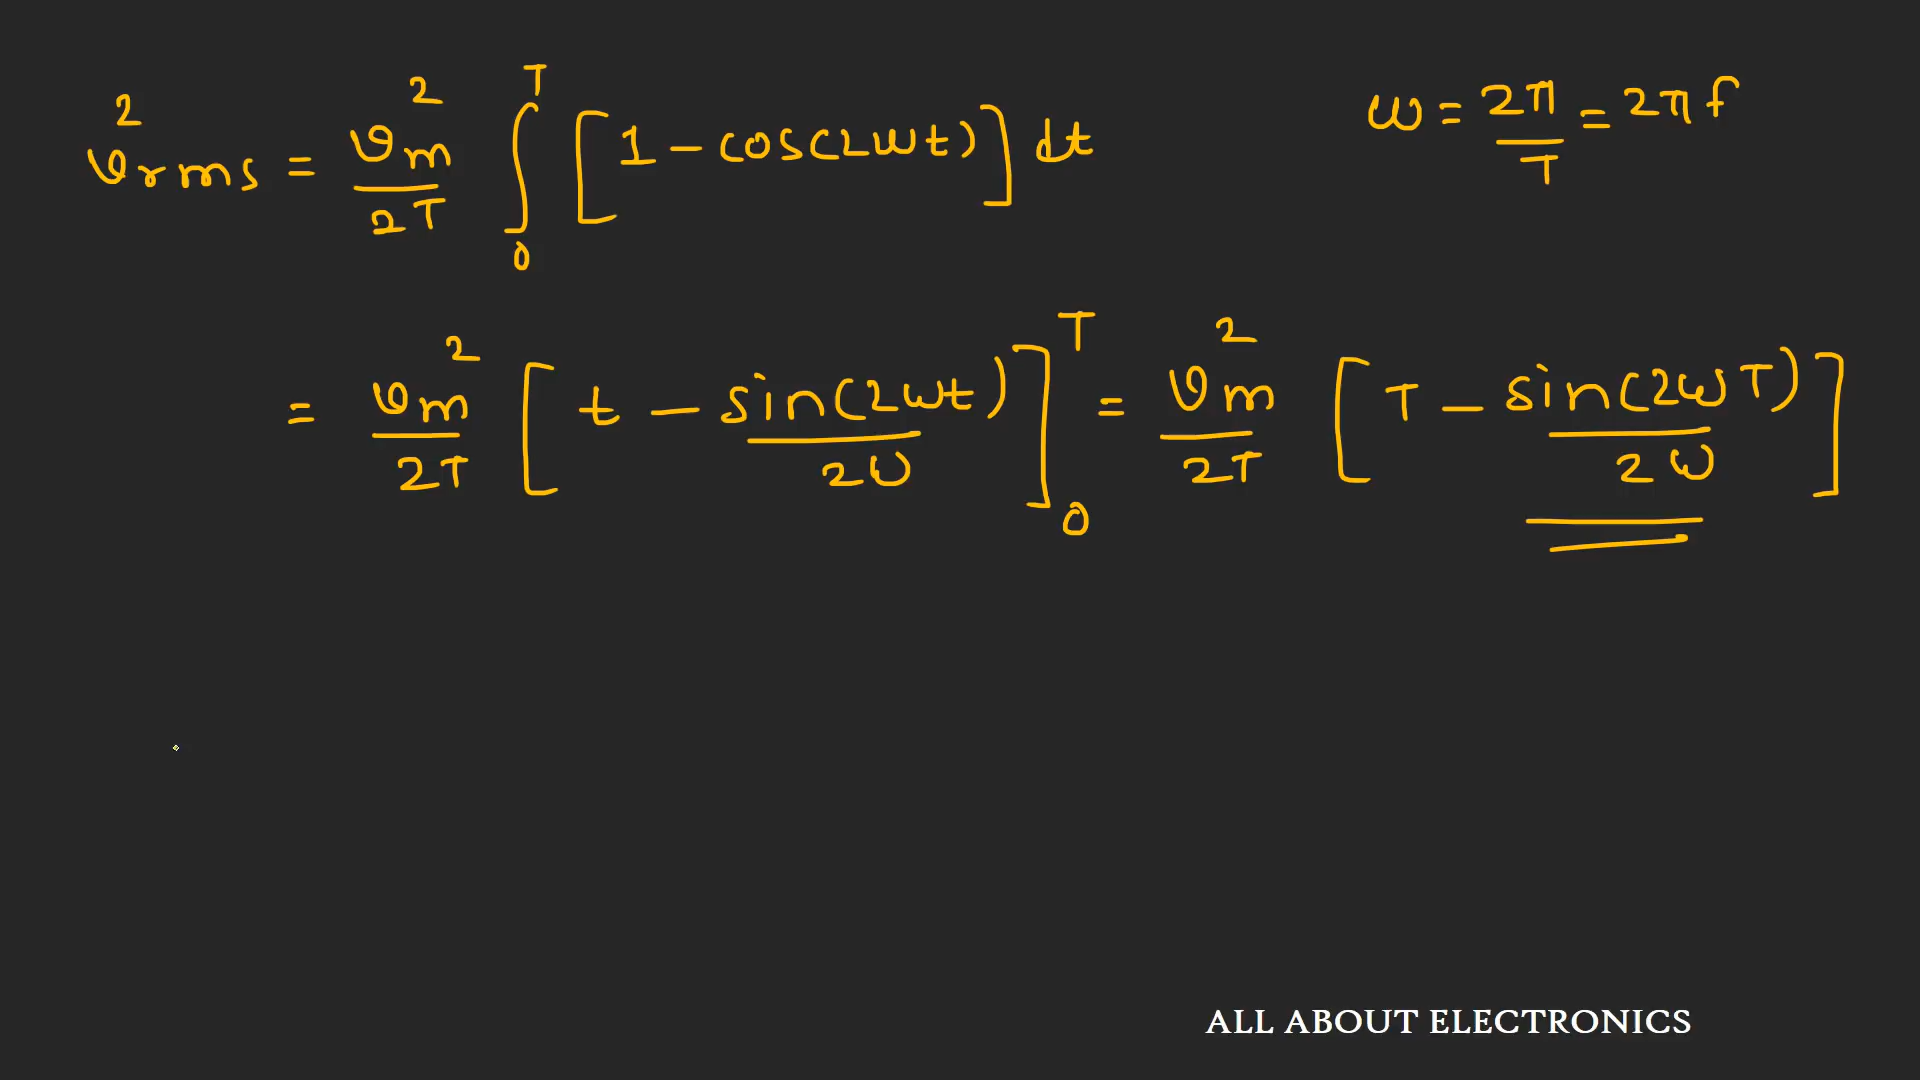 v²rms = vm²/2T ∫₀ᵀ [1 - cos(2ωt)] dt
ω = 2π/T = 2πf
= vm²/2T [t - sin(2ωt)/2ω]₀ᵀ = vm²/2T [T - sin(2ωT)/2ω]
ALL ABOUT ELECTRONICS